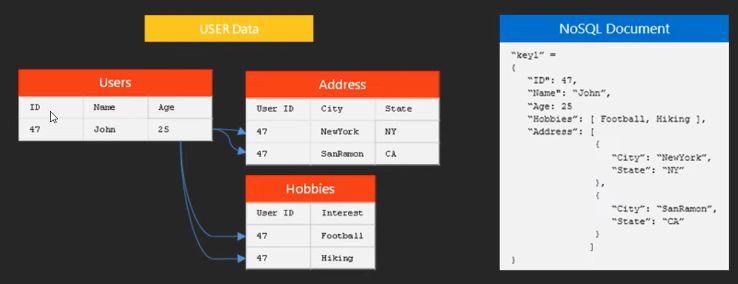 USER Data
Users
ID Name Age
47 John 25
Address
User ID City State
47 NewYork NY
47 SanRamon CA
Hobbies
User ID Interest
47 Football
47 Hiking
NoSQL Document
"key1" =
{
"ID": 47,
"Name": "John",
"Age: 25
"Hobbies": [ Football, Hiking ],
"Address": [
{
"City": "NewYork",
"State": "NY"
},
{
"City": "SanRamon",
"State": "CA"
}
]
}